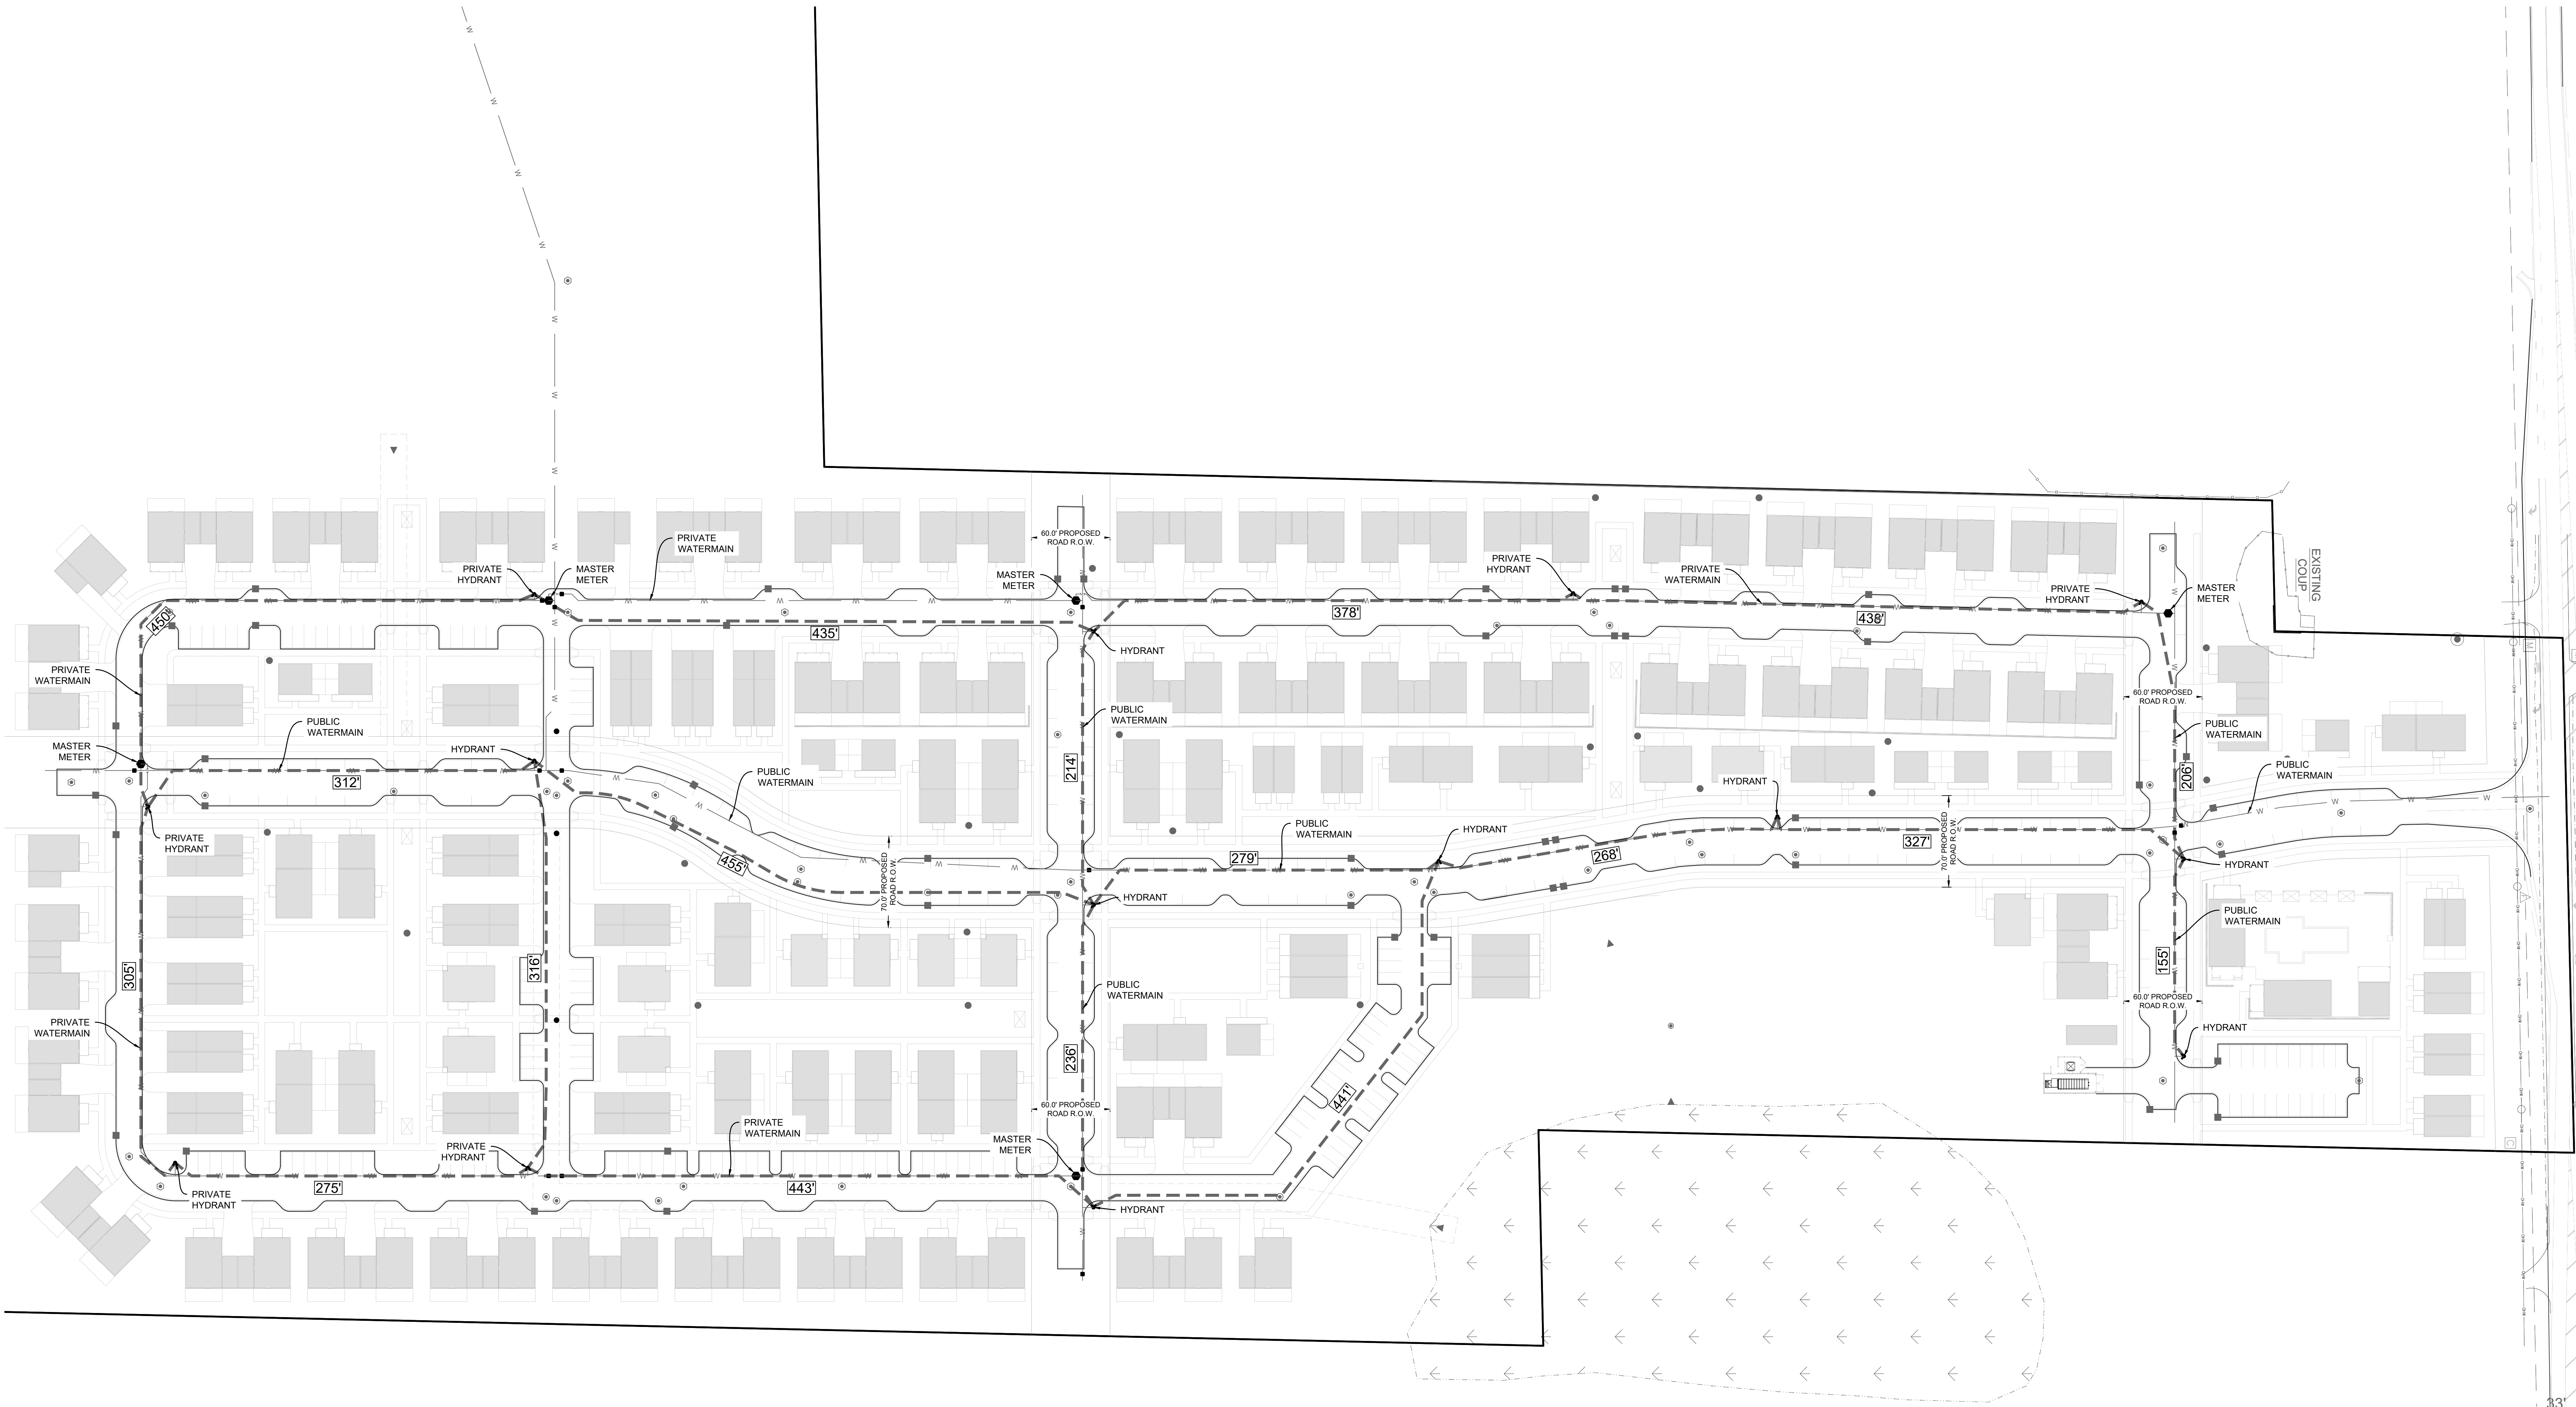 60.0' PROPOSED
ROAD R.O.W.
PRIVATE
WATERMAIN
PRIVATE
HYDRANT
MASTER
METER
MASTER
METER
PRIVATE
HYDRANT
PRIVATE
WATERMAIN
PRIVATE
HYDRANT
MASTER
METER
EXISTING
COUP
450'
435'
378'
438'
HYDRANT
PRIVATE
WATERMAIN
60.0' PROPOSED
ROAD R.O.W.
PUBLIC
WATERMAIN
PUBLIC
WATERMAIN
PUBLIC
WATERMAIN
MASTER
METER
HYDRANT
312'
PUBLIC
WATERMAIN
214'
HYDRANT
206'
PUBLIC
WATERMAIN
PRIVATE
HYDRANT
455'
70.0' PROPOSED
ROAD R.O.W.
PUBLIC
WATERMAIN
279'
HYDRANT
268'
327'
70.0' PROPOSED
ROAD R.O.W.
HYDRANT
HYDRANT
PUBLIC
WATERMAIN
305'
316'
PUBLIC
WATERMAIN
155'
60.0' PROPOSED
ROAD R.O.W.
PRIVATE
WATERMAIN
236'
HYDRANT
441'
60.0' PROPOSED
ROAD R.O.W.
PRIVATE
HYDRANT
PRIVATE
WATERMAIN
MASTER
METER
PRIVATE
HYDRANT
275'
443'
HYDRANT
33'